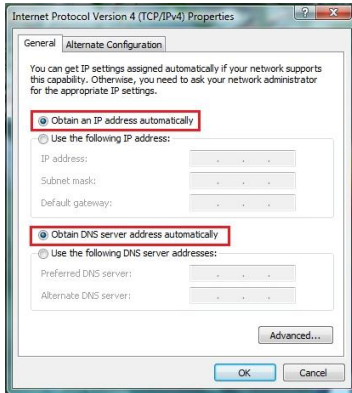 Internet Protocol Version 4 (TCP/IPv4) Properties
General
Alternate Configuration
You can get IP settings assigned automatically if your network supports
this capability. Otherwise, you need to ask your network administrator
for the appropriate IP settings.
Obtain an IP address automatically
Use the following IP address:
IP address:
Subnet mask:
Default gateway:
Obtain DNS server address automatically
Use the following DNS server addresses:
Preferred DNS server:
Alternate DNS server:
Advanced...
OK
Cancel